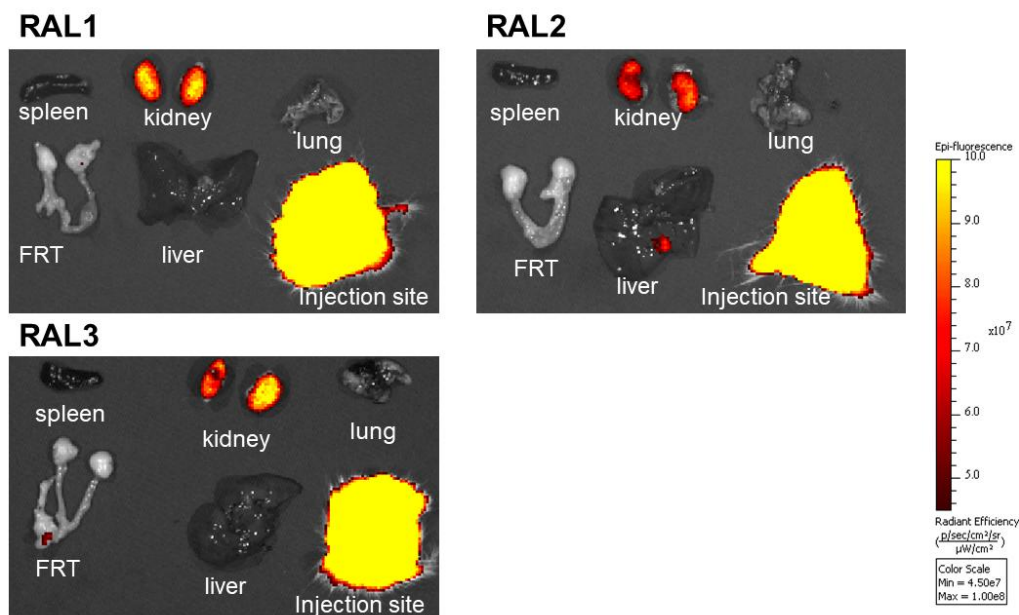 RAL1
spleen
kidney
lung
FRT
liver
Injection site
RAL2
spleen
kidney
lung
FRT
liver
Injection site
RAL3
spleen
kidney
lung
FRT
liver
Injection site
Epi-fluorescence
10.0
9.0
8.0
x10⁷
7.0
6.0
5.0
Radiant Efficiency
(p/sec/cm²/sr / µW/cm²)
Color Scale
Min = 4.50e7
Max = 1.00e8